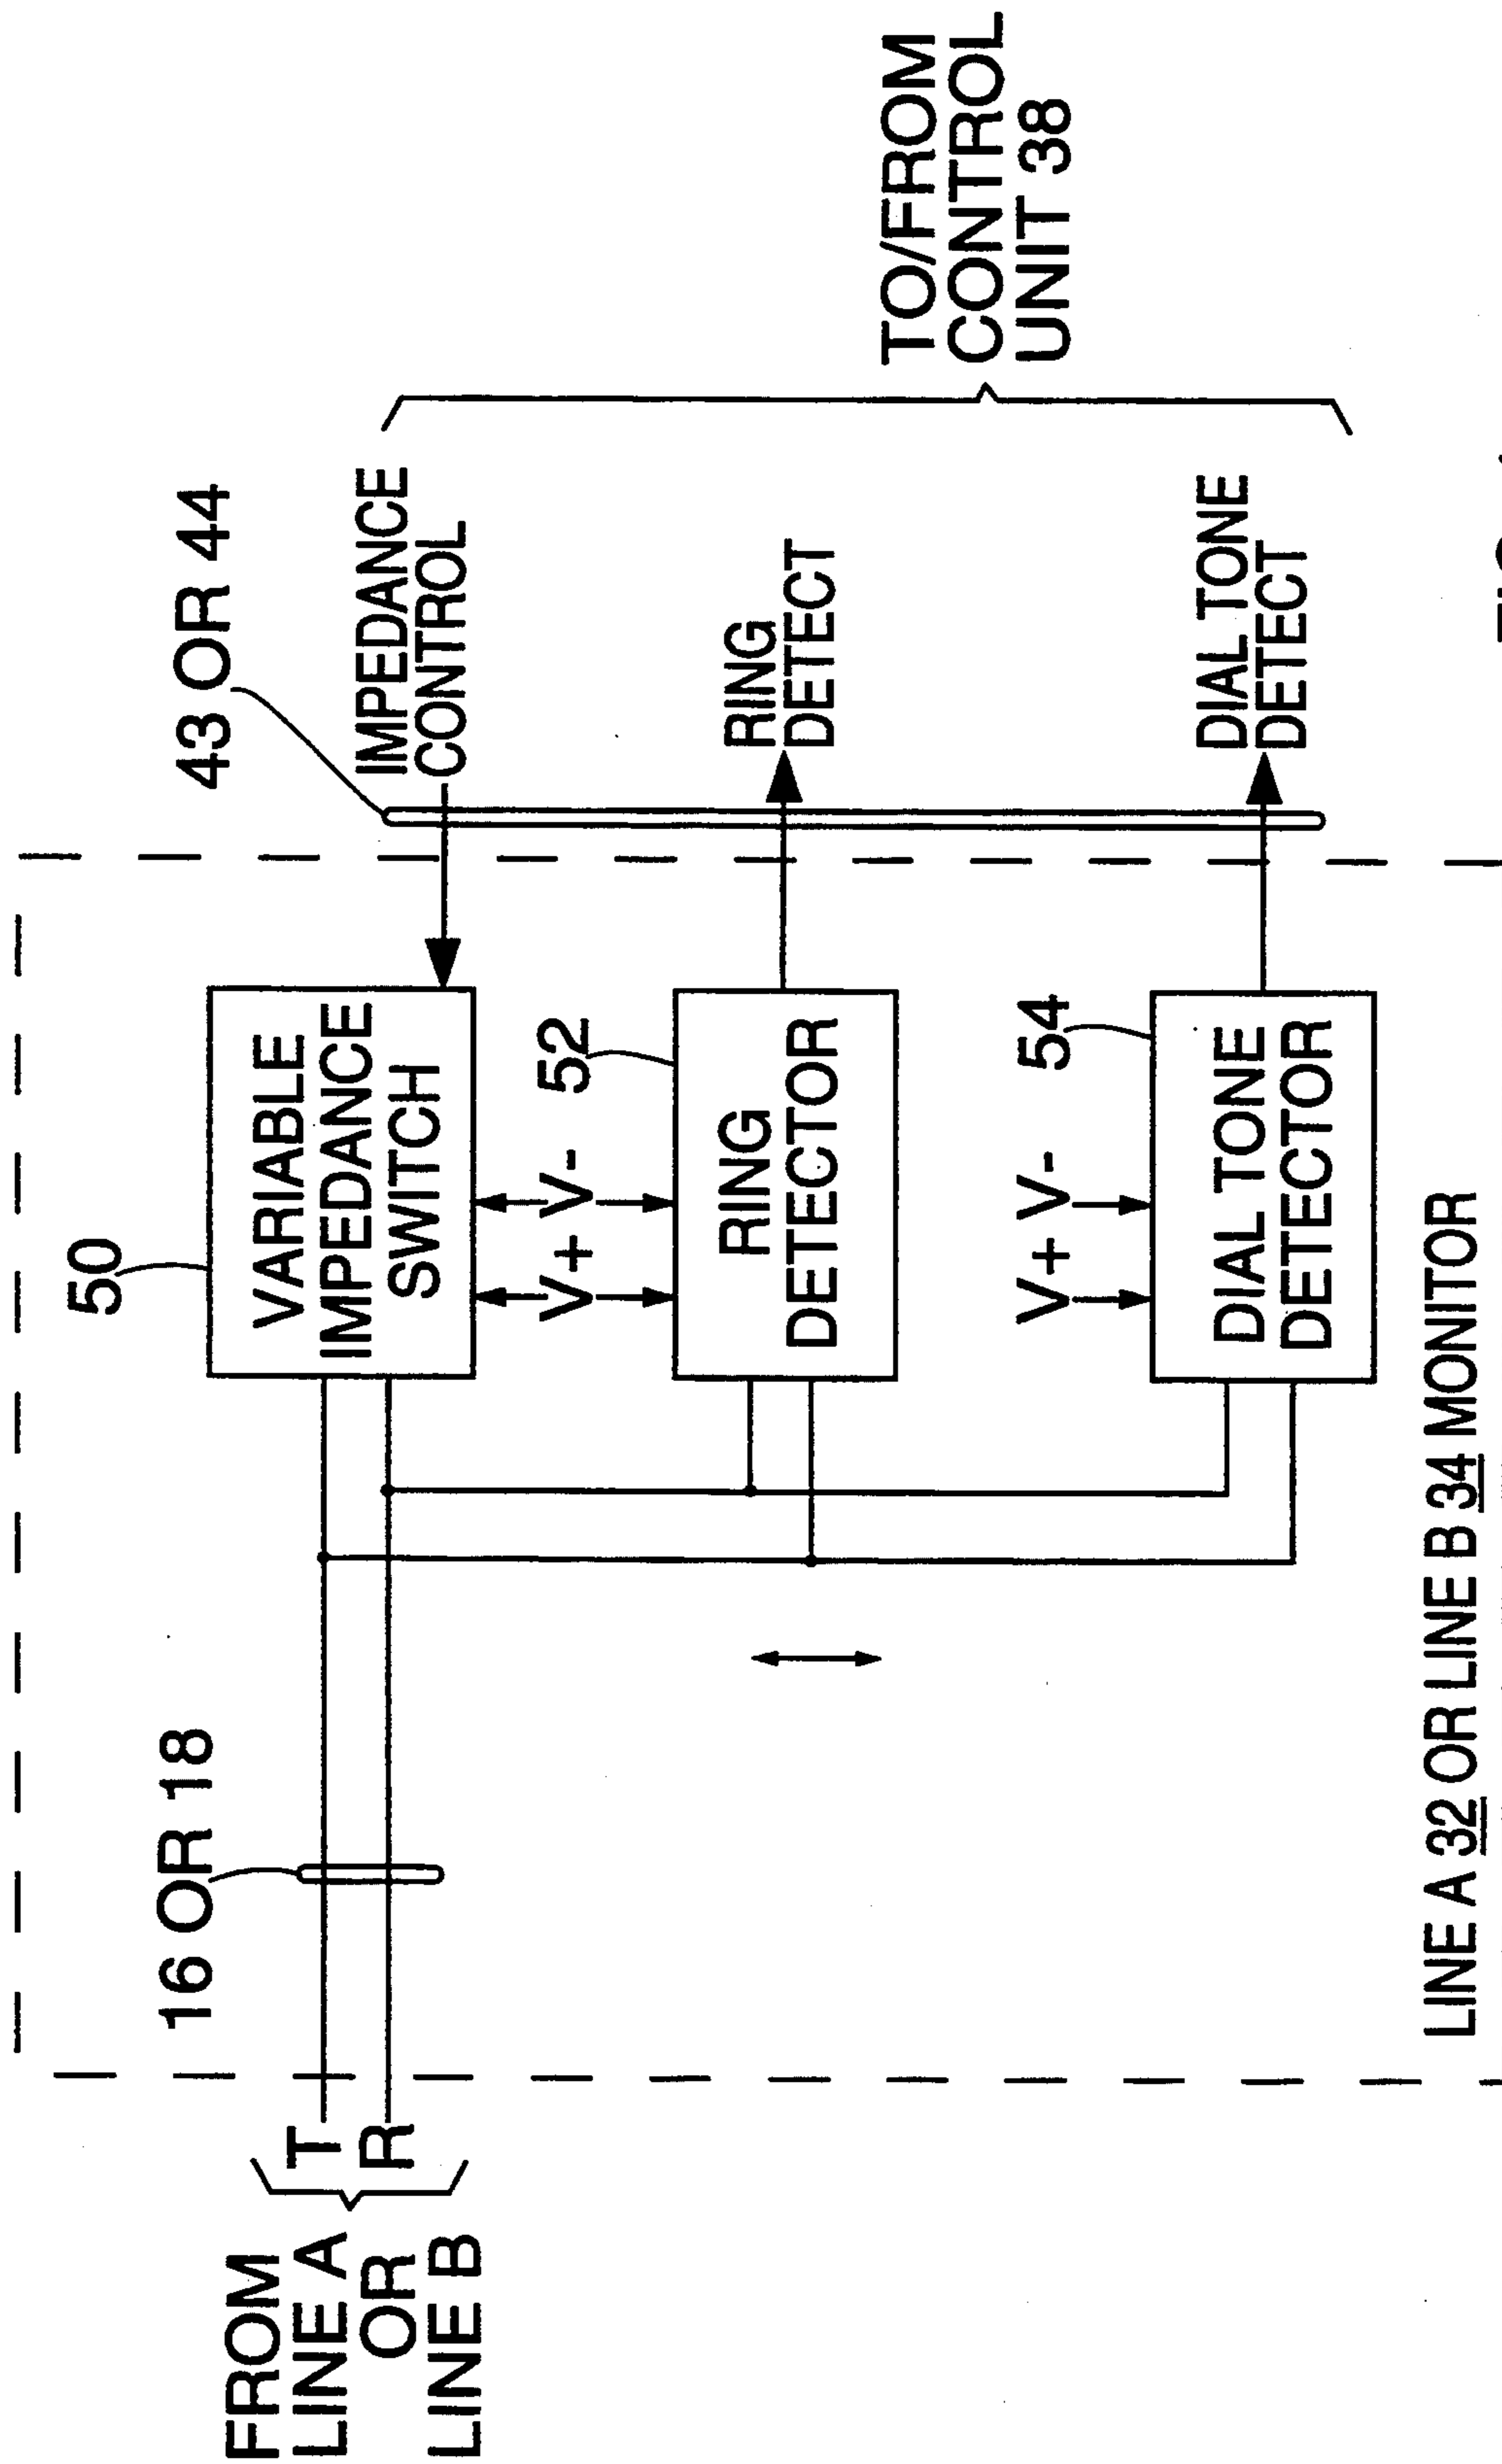 FROM
LINE A
OR
LINE B
T
R
16 OR 18
50
VARIABLE
IMPEDANCE
SWITCH
V+ V-
52
RING
DETECTOR
V+ V-
54
DIAL TONE
DETECTOR
LINE A 32 OR LINE B 34 MONITOR
43 OR 44
IMPEDANCE
CONTROL
RING
DETECT
DIAL TONE
DETECT
TO/FROM
CONTROL
UNIT 38